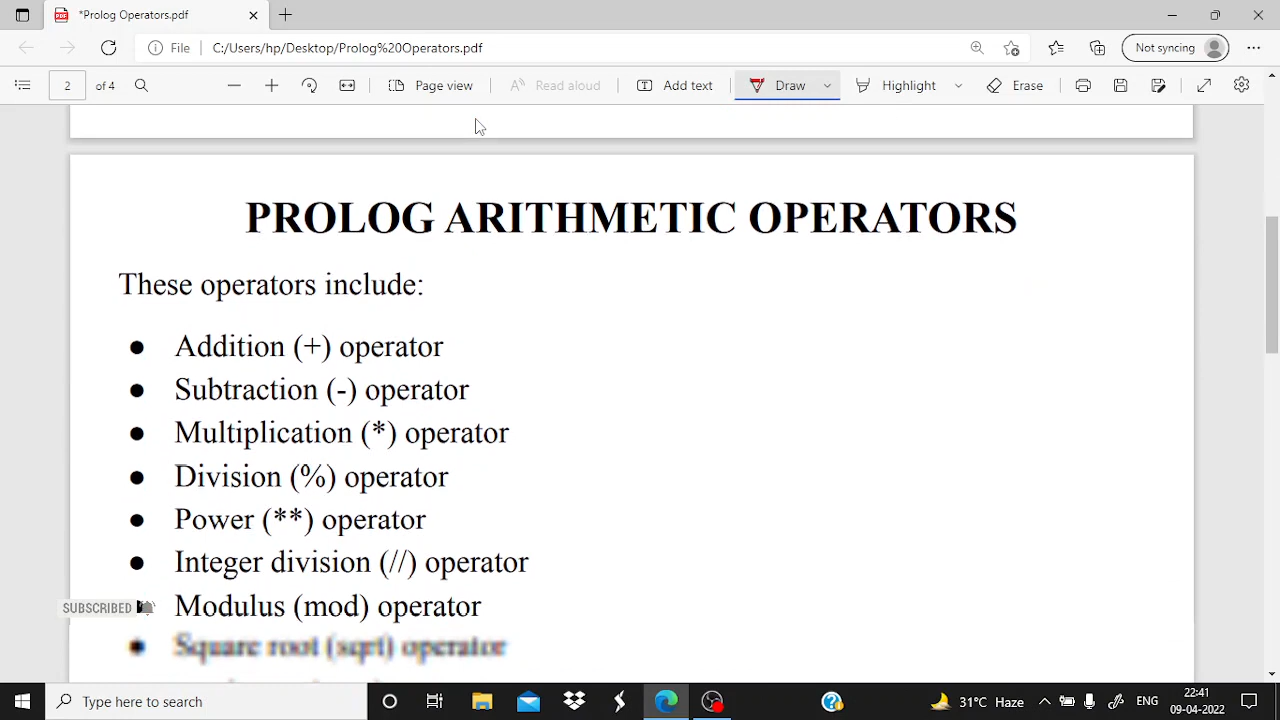 *Prolog Operators.pdf
File C:/Users/hp/Desktop/Prolog%20Operators.pdf
Not syncing
2 of 4 Page view Read aloud Add text Draw Highlight Erase
PROLOG ARITHMETIC OPERATORS
These operators include:
● Addition (+) operator
● Subtraction (-) operator
● Multiplication (*) operator
● Division (%) operator
● Power (**) operator
● Integer division (//) operator
SUBSCRIBED
Modulus (mod) operator
● Square root (sqrt) operator
Type here to search
31°C Haze ENG 22:41
09-04-2022